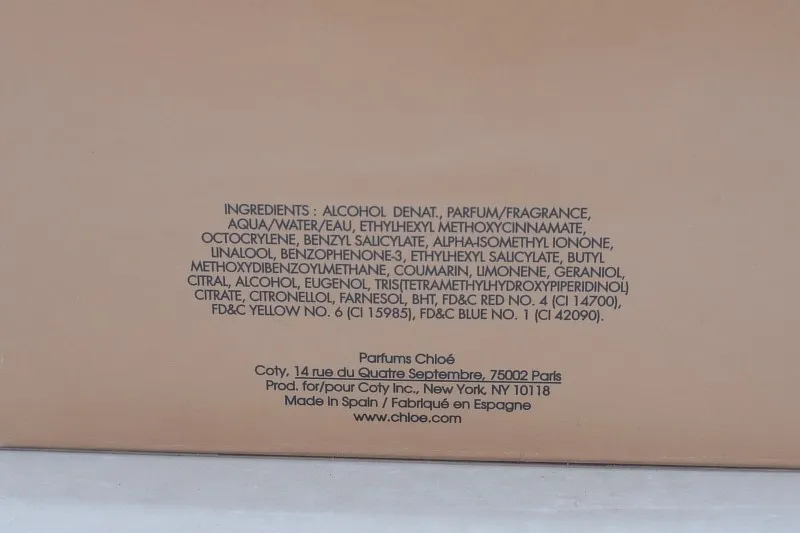 INGREDIENTS : ALCOHOL DENAT., PARFUM/FRAGRANCE,
AQUA/WATER/EAU, ETHYLHEXYL METHOXYCINNAMATE,
OCTOCRYLENE, BENZYL SALICYLATE, ALPHA-ISOMETHYL IONONE,
LINALOOL, BENZOPHENONE-3, ETHYLHEXYL SALICYLATE, BUTYL
METHOXYDIBENZOYLMETHANE, COUMARIN, LIMONENE, GERANIOL,
CITRAL, ALCOHOL, EUGENOL, TRIS(TETRAMETHYLHYDROXYPIPERIDINOL)
CITRATE, CITRONELLOL, FARNESOL, BHT, FD&C RED NO. 4 (CI 14700),
FD&C YELLOW NO. 6 (CI 15985), FD&C BLUE NO. 1 (CI 42090).
Parfums Chloé
Coty, 14 rue du Quatre Septembre, 75002 Paris
Prod. for/pour Coty Inc., New York, NY 10118
Made in Spain / Fabriqué en Espagne
www.chloe.com